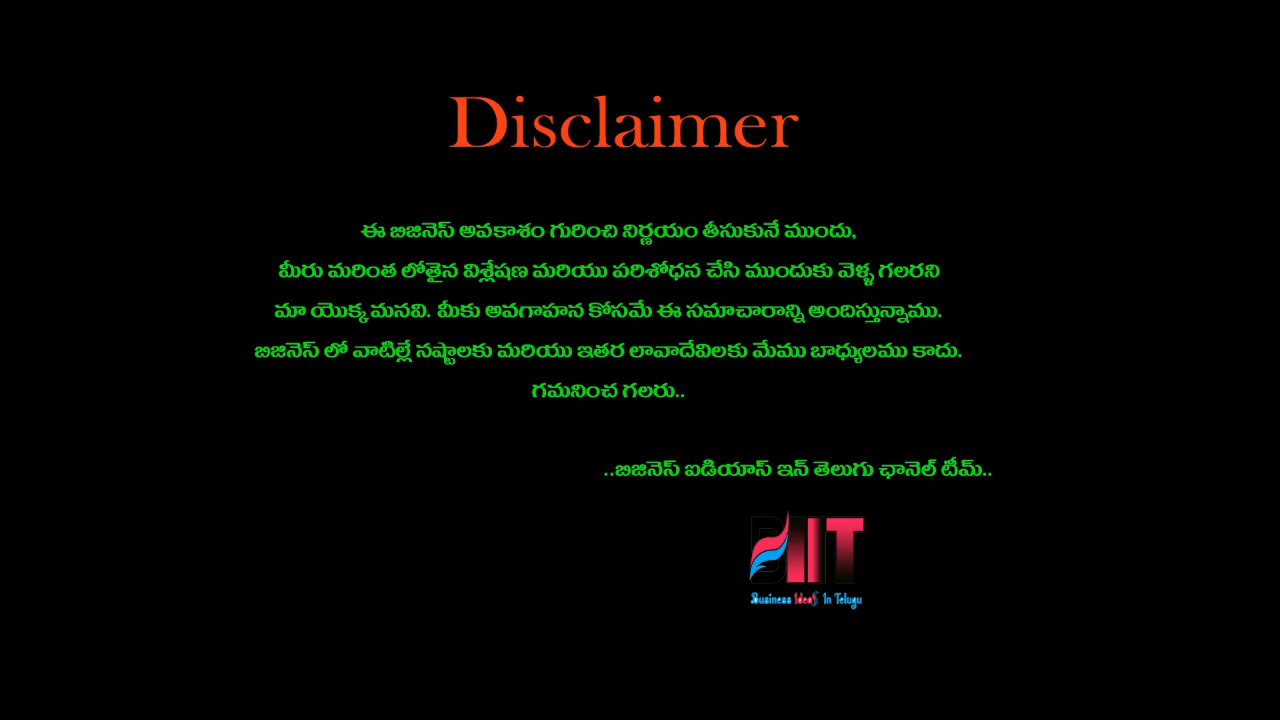 Disclaimer
ఈ బిజినెస్ అవకాశం గురించి నిర్ణయం తీసుకునే ముందు,
మీరు మరింత లోతైన విశ్లేషణ మరియు పరిశోధన చేసి ముందుకు వెళ్ళ గలరని
మా యొక్క మనవి. మీకు అవగాహన కోసమే ఈ సమాచారాన్ని అందిస్తున్నాము.
బిజినెస్ లో వాటిల్లే నష్టాలకు మరియు ఇతర లావాదేవిలకు మేము బాధ్యులము కాదు.
గమనించ గలరు..
..బిజినెస్ ఐడియాస్ ఇన్ తెలుగు ఛానెల్ టీమ్..
BIIT
Business Ideas In Telugu